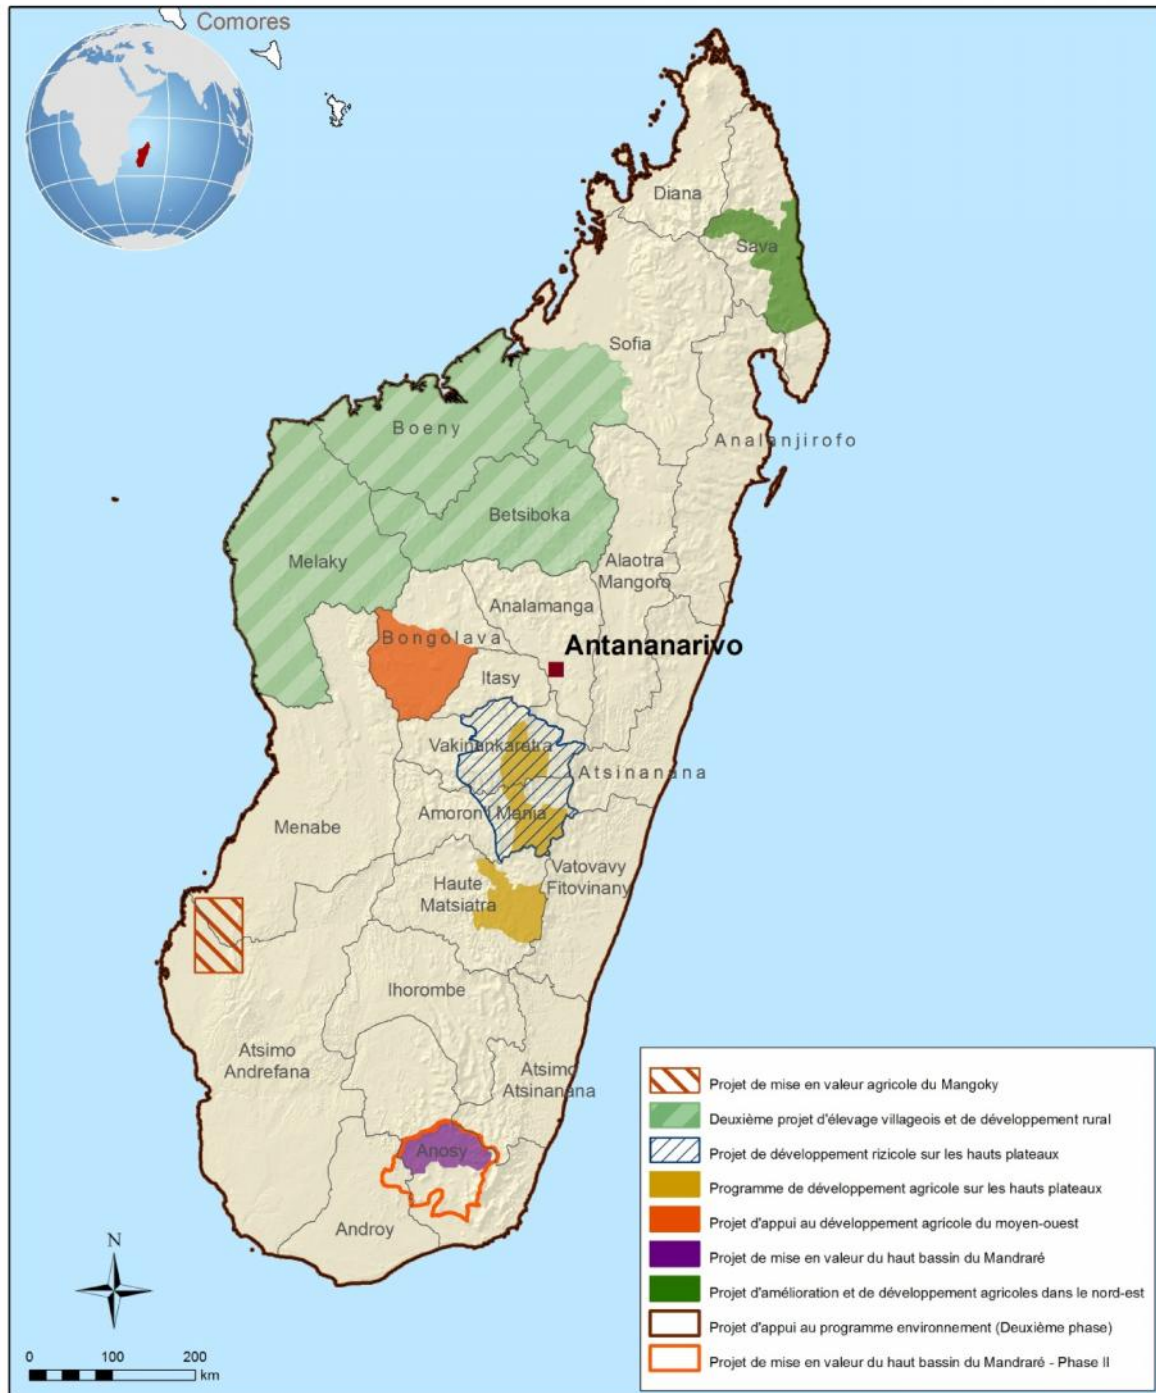 Comores
Diana
Sava
Sofia
Boeny
Analanjirofo
Betsiboka
Melaky
Alaotra
Mangoro
Analamanga
Bongolava
Antananarivo
Itasy
Vakinankaratra
Atsinanana
Amoron'i Mania
Menabe
Vatovavy
Fitovinany
Haute
Matsiatra
Ihorombe
Atsimo
Andrefana
Atsimo
Atsinanana
Anosy
Androy
N
0 100 200
km
Projet de mise en valeur agricole du Mangoky
Deuxième projet d'élevage villageois et de développement rural
Projet de développement rizicole sur les hauts plateaux
Programme de développement agricole sur les hauts plateaux
Projet d'appui au développement agricole du moyen-ouest
Projet de mise en valeur du haut bassin du Mandraré
Projet d'amélioration et de développement agricoles dans le nord-est
Projet d'appui au programme environnement (Deuxième phase)
Projet de mise en valeur du haut bassin du Mandraré - Phase II